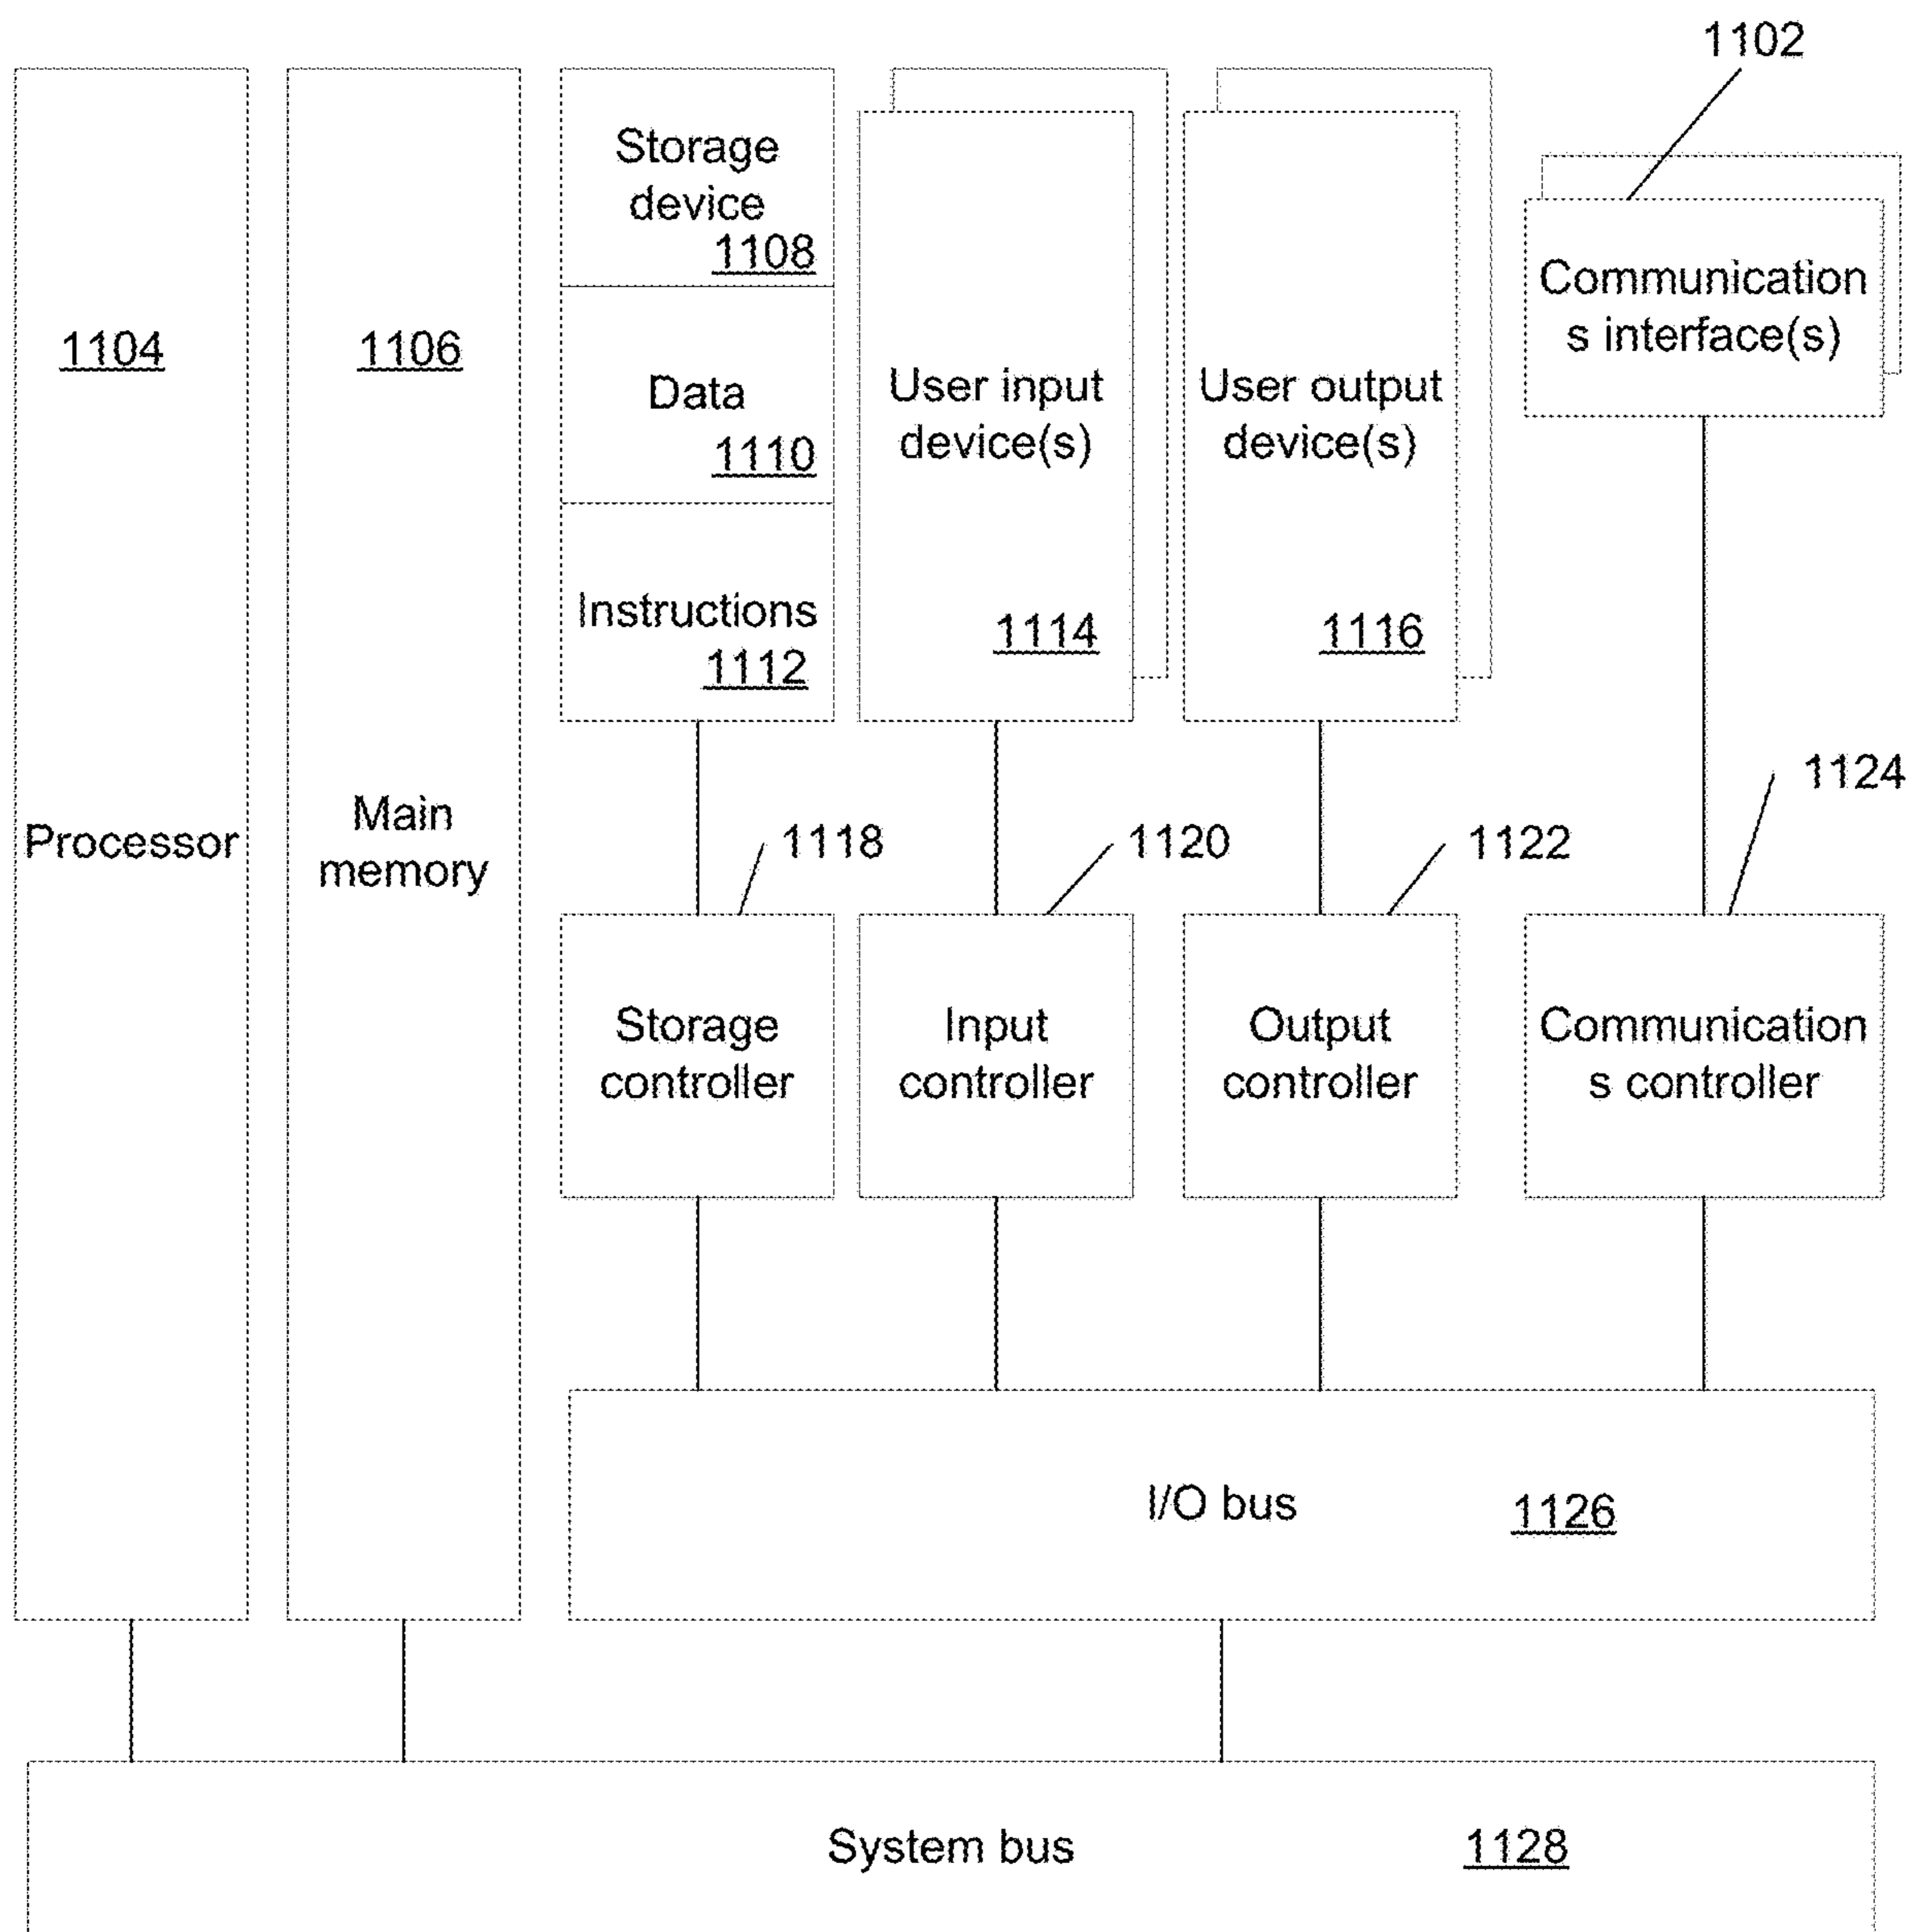 1102
Storage
device
1108
Communication
s interface(s)
1104
1106
Data
1110
User input
device(s)
User output
device(s)
Instructions
1112
1114
1116
1124
Processor
Main
memory
1118
1120
1122
Storage
controller
Input
controller
Output
controller
Communication
s controller
I/O bus
1126
System bus
1128